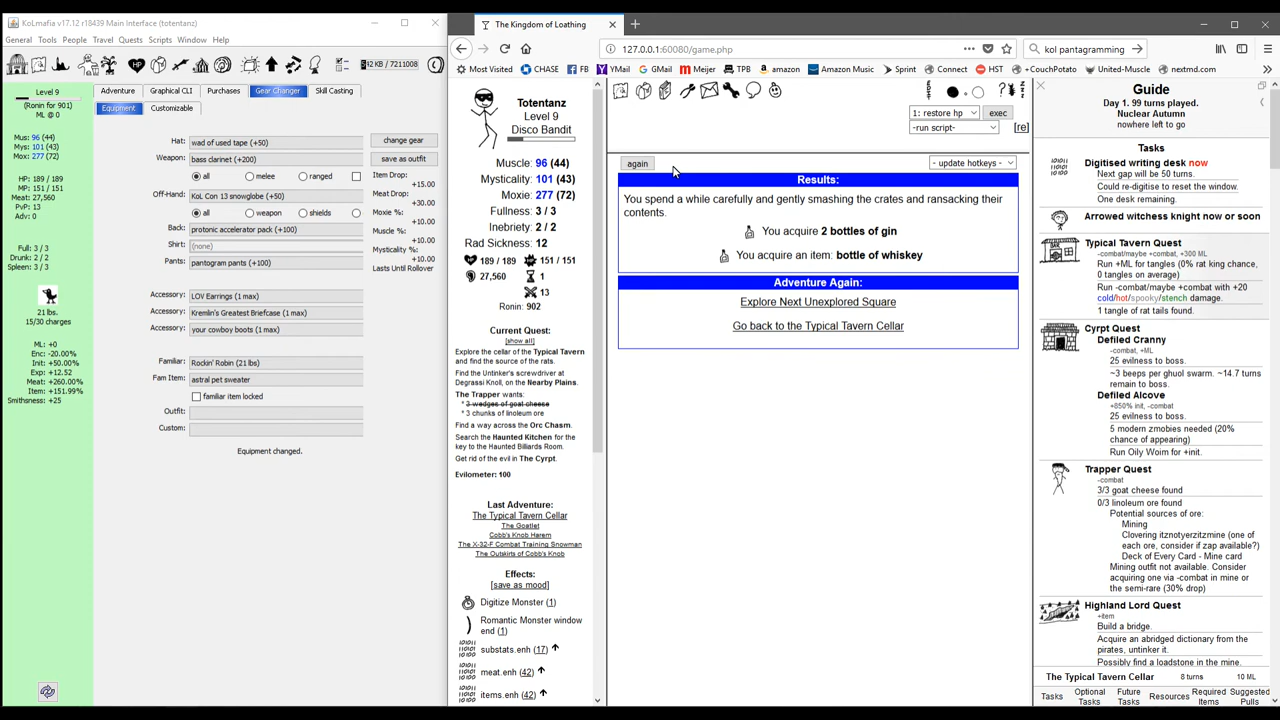 KoLmafia v17.12 r18439 Main Interface (totentanz)
General Tools People Travel Quests Scripts Window Help
92 KB / 7211008
Level 9
(Ronin for 901)
ML @ 0
Mus: 96 (44)
Mys: 101 (43)
Mox: 277 (72)
HP: 189 / 189
MP: 151 / 151
Meat: 27,560
PvP: 13
Adv: 0
Full: 3 / 3
Drunk: 2 / 2
Spleen: 3 / 3
21 lbs.
15/30 charges
ML: +0
Enc: -20.00%
Init: +50.00%
Exp: +12.52
Meat: +260.00%
Item: +151.99%
Smithsness: +25
Adventure Graphical CLI Purchases Gear Changer Skill Casting
Equipment Customizable
Hat: wad of used tape (+50)
Weapon: bass clarinet (+200)
all melee ranged
Off-Hand: KoL Con 13 snowglobe (+50)
all weapon shields
Back: protonic accelerator pack (+100)
Shirt: (none)
Pants: pantogram pants (+100)
Accessory: LOV Earrings (1 max)
Accessory: Kremlin's Greatest Briefcase (1 max)
Accessory: your cowboy boots (1 max)
Familiar: Rockin' Robin (21 lbs)
Fam Item: astral pet sweater
familiar item locked
Outfit:
Custom:
Equipment changed.
change gear
save as outfit
Item Drop:
+15.00
Meat Drop:
+30.00
Moxie %:
+10.00
Muscle %:
+10.00
Mysticality %:
+10.00
Lasts Until Rollover
The Kingdom of Loathing
127.0.0.1:60080/game.php
kol pantagramming
Most Visited CHASE FB YMail GMail Meijer TPB amazon Amazon Music Sprint Connect HST +CouchPotato United-Muscle nextmd.com
Totentanz
Level 9
Disco Bandit
Muscle: 96 (44)
Mysticality: 101 (43)
Moxie: 277 (72)
Fullness: 3 / 3
Inebriety: 2 / 2
Rad Sickness: 12
189 / 189 151 / 151
27,560 1
13
Ronin: 902
Current Quest:
[show all]
Explore the cellar of the Typical Tavern
and find the source of the rats.
Find the Untinker's screwdriver at
Degrassi Knoll, on the Nearby Plains.
The Trapper wants:
* 3 wedges of goat cheese
* 3 chunks of linoleum ore
Find a way across the Orc Chasm.
Search the Haunted Kitchen for the
key to the Haunted Billiards Room.
Get rid of the evil in The Cyrpt.
Evilometer: 100
Last Adventure:
The Typical Tavern Cellar
The Goatlet
Cobb's Knob Harem
The X-32-F Combat Training Snowman
The Outskirts of Cobb's Knob
Effects:
[save as mood]
Digitize Monster (1)
Romantic Monster window
end (1)
substats.enh (17)
meat.enh (42)
items.enh (42)
1: restore hp exec
-run script- [re]
again
- update hotkeys -
Results:
You spend a while carefully and gently smashing the crates and ransacking their
contents.
You acquire 2 bottles of gin
You acquire an item: bottle of whiskey
Adventure Again:
Explore Next Unexplored Square
Go back to the Typical Tavern Cellar
Guide
Day 1. 99 turns played.
Nuclear Autumn
nowhere left to go
Tasks
Digitised writing desk now
Next gap will be 50 turns.
Could re-digitise to reset the window.
One desk remaining.
Arrowed witchess knight now or soon
Typical Tavern Quest
-combat/maybe +combat, +300 ML
Run +ML for tangles (0% rat king chance,
0 tangles on average)
Run -combat/maybe +combat with +20
cold/hot/spooky/stench damage.
1 tangle of rat tails found.
Cyrpt Quest
Defiled Cranny
-combat, +ML
25 evilness to boss.
~3 beeps per ghuol swarm. ~14.7 turns
remain to boss.
Defiled Alcove
+850% init, -combat
25 evilness to boss.
5 modern zmobies needed (20%
chance of appearing)
Run Oily Woim for +init.
Trapper Quest
-combat
3/3 goat cheese found
0/3 linoleum ore found
Potential sources of ore:
Mining
Clovering itznotyerzitzmine (one of
each ore, consider if zap available?)
Deck of Every Card - Mine card
Mining outfit not available. Consider
acquiring one via -combat in mine or
the semi-rare (30% drop)
Highland Lord Quest
+item
Build a bridge.
Acquire an abridged dictionary from the
pirates, untinker it.
Possibly find a loadstone in the mine.
The Typical Tavern Cellar 8 turns 10 ML
Tasks Optional Tasks Future Tasks Resources Required Items Suggested Pulls